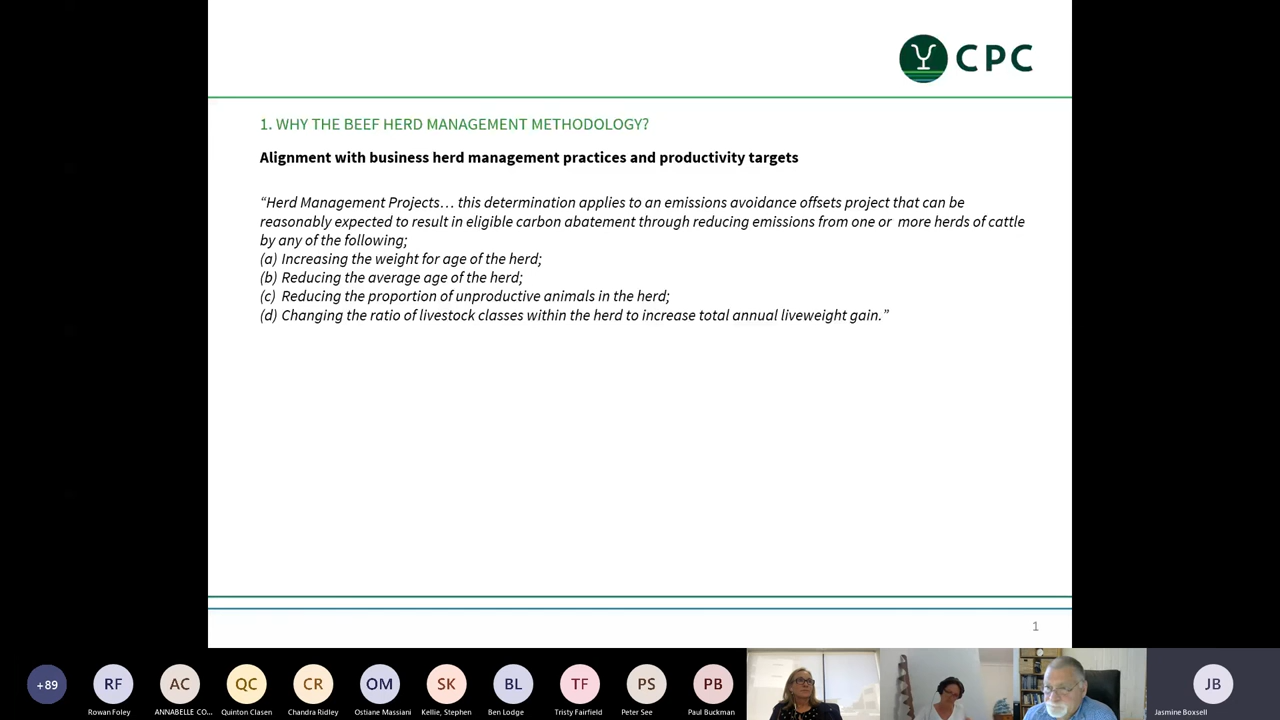 CPC
1. WHY THE BEEF HERD MANAGEMENT METHODOLOGY?
Alignment with business herd management practices and productivity targets
“Herd Management Projects… this determination applies to an emissions avoidance offsets project that can be
reasonably expected to result in eligible carbon abatement through reducing emissions from one or more herds of cattle
by any of the following;
(a) Increasing the weight for age of the herd;
(b) Reducing the average age of the herd;
(c) Reducing the proportion of unproductive animals in the herd;
(d) Changing the ratio of livestock classes within the herd to increase total annual liveweight gain.”
1
+89 RF AC QC CR OM SK BL TF PS PB JB
Rowan Foley ANNABELLE CO... Quinton Clasen Chandra Ridley Ostiane Massiani Kellie, Stephen Ben Lodge Tristy Fairfield Peter See Paul Buckman Jasmine Boxsell